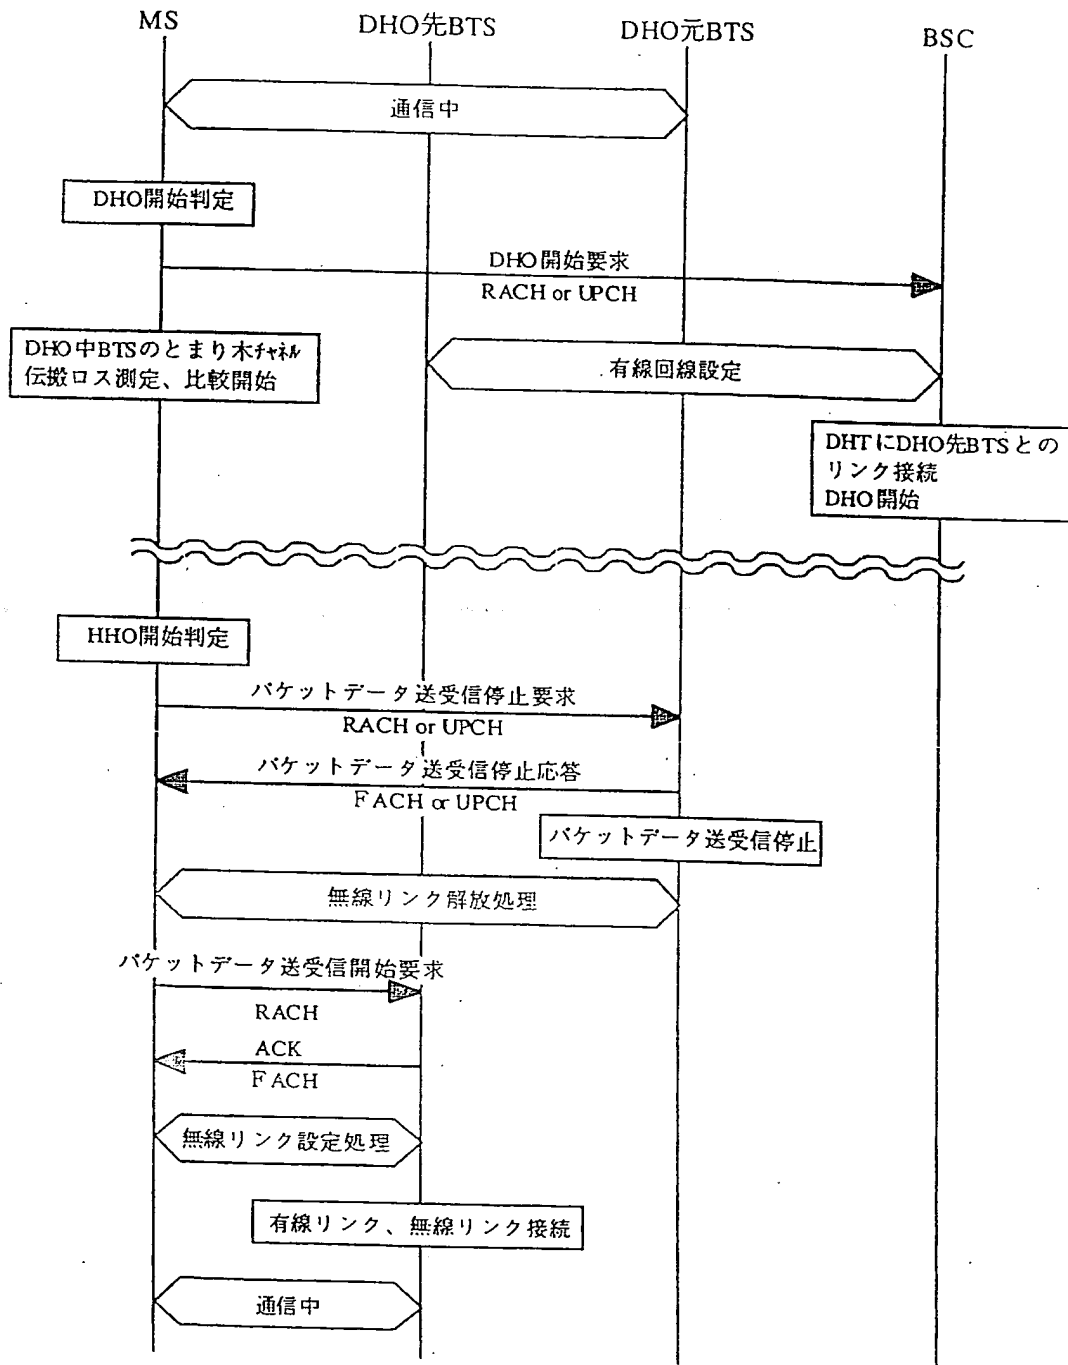 MS
DHO先BTS
DHO元BTS
BSC
通信中
DHO開始判定
DHO開始要求
RACH or UPCH
DHO中BTSのとまり木ﾁｬﾈﾙ
伝搬ロス測定、比較開始
有線回線設定
DHTにDHO先BTSとの
リンク接続
DHO開始
HHO開始判定
パケットデータ送受信停止要求
RACH or UPCH
パケットデータ送受信停止応答
FACH or UPCH
パケットデータ送受信停止
無線リンク解放処理
パケットデータ送受信開始要求
RACH
ACK
FACH
無線リンク設定処理
有線リンク、無線リンク接続
通信中